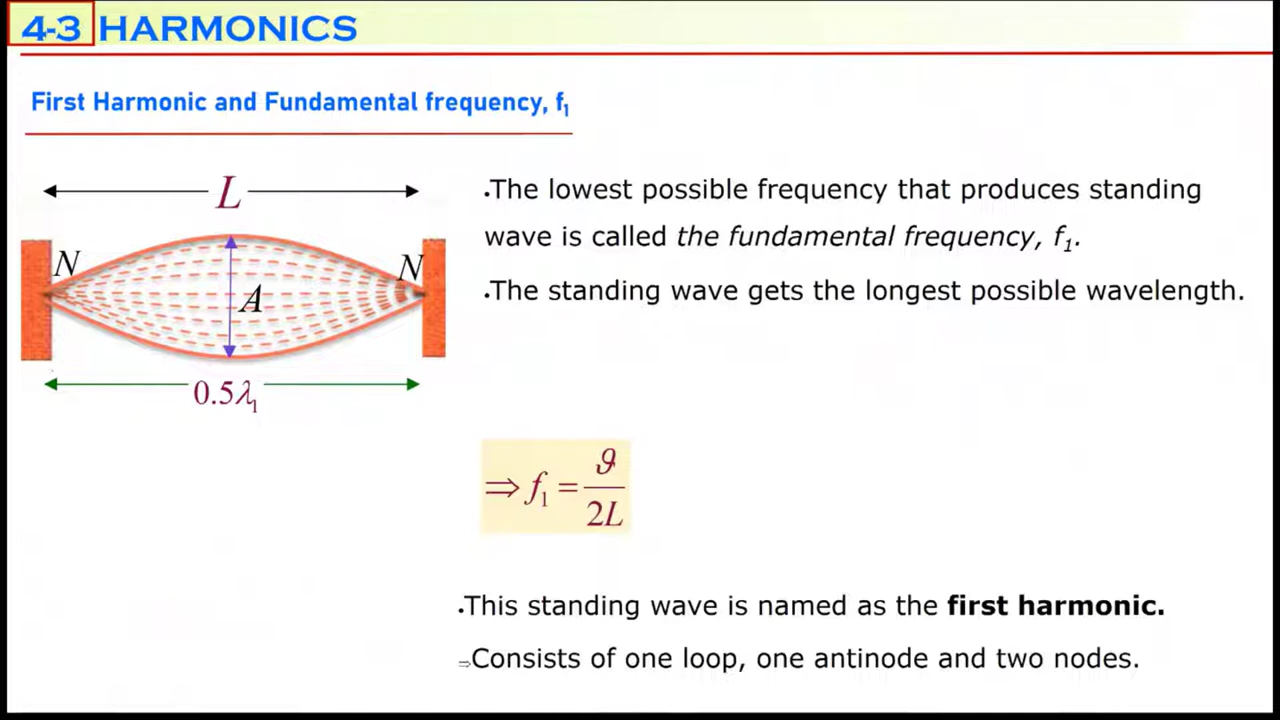 4-3 HARMONICS
First Harmonic and Fundamental frequency, f₁
L
N
N
A
0.5λ₁
•The lowest possible frequency that produces standing
wave is called the fundamental frequency, f₁.
•The standing wave gets the longest possible wavelength.
⇒ f₁ = ϑ / 2L
•This standing wave is named as the first harmonic.
⇒Consists of one loop, one antinode and two nodes.